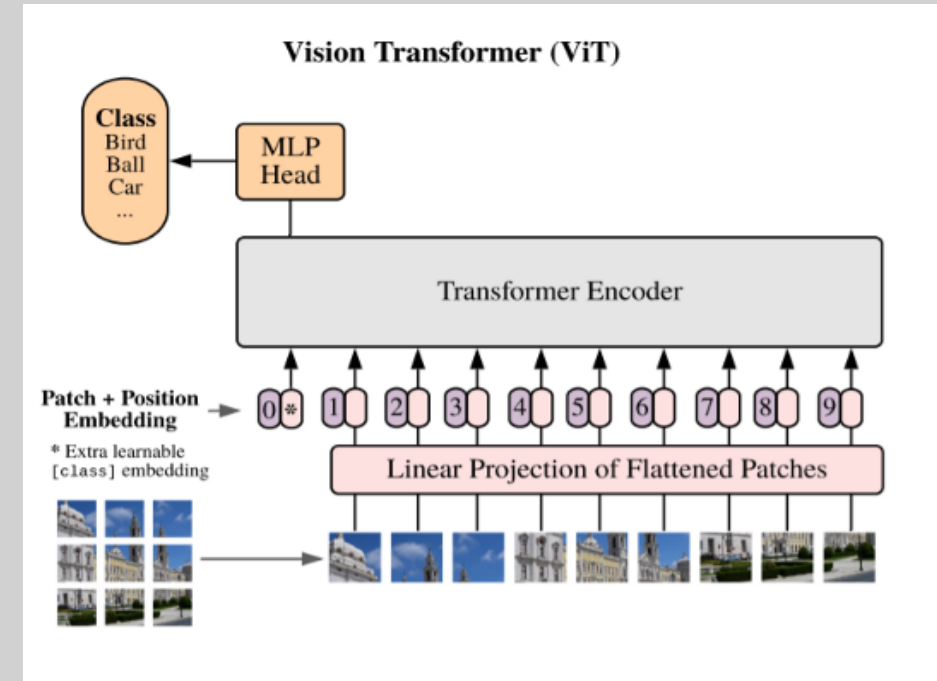 Vision Transformer (ViT)
Class
Bird
Ball
Car
...
MLP
Head
Transformer Encoder
Patch + Position
Embedding
0 * 1 2 3 4 5 6 7 8 9
* Extra learnable
[class] embedding
Linear Projection of Flattened Patches